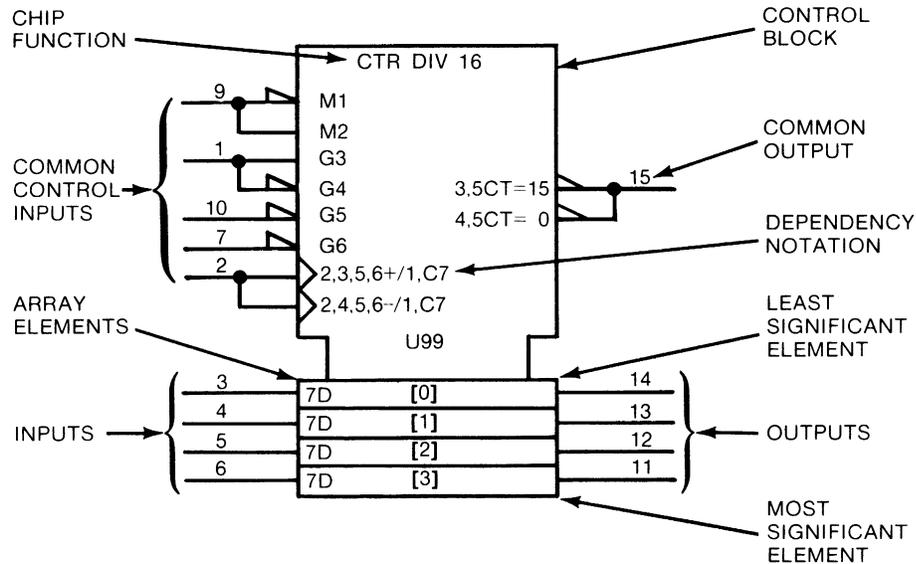 CHIP
FUNCTION
CONTROL
BLOCK
CTR DIV 16
9
M1
M2
COMMON
OUTPUT
1
G3
G4
3,5CT=15
15
COMMON
CONTROL
INPUTS
10
G5
4,5CT= 0
7
G6
DEPENDENCY
NOTATION
2
2,3,5,6+/1,C7
2,4,5,6-/1,C7
ARRAY
ELEMENTS
U99
LEAST
SIGNIFICANT
ELEMENT
3
7D [0]
14
4
7D [1]
13
INPUTS
OUTPUTS
5
7D [2]
12
6
7D [3]
11
MOST
SIGNIFICANT
ELEMENT